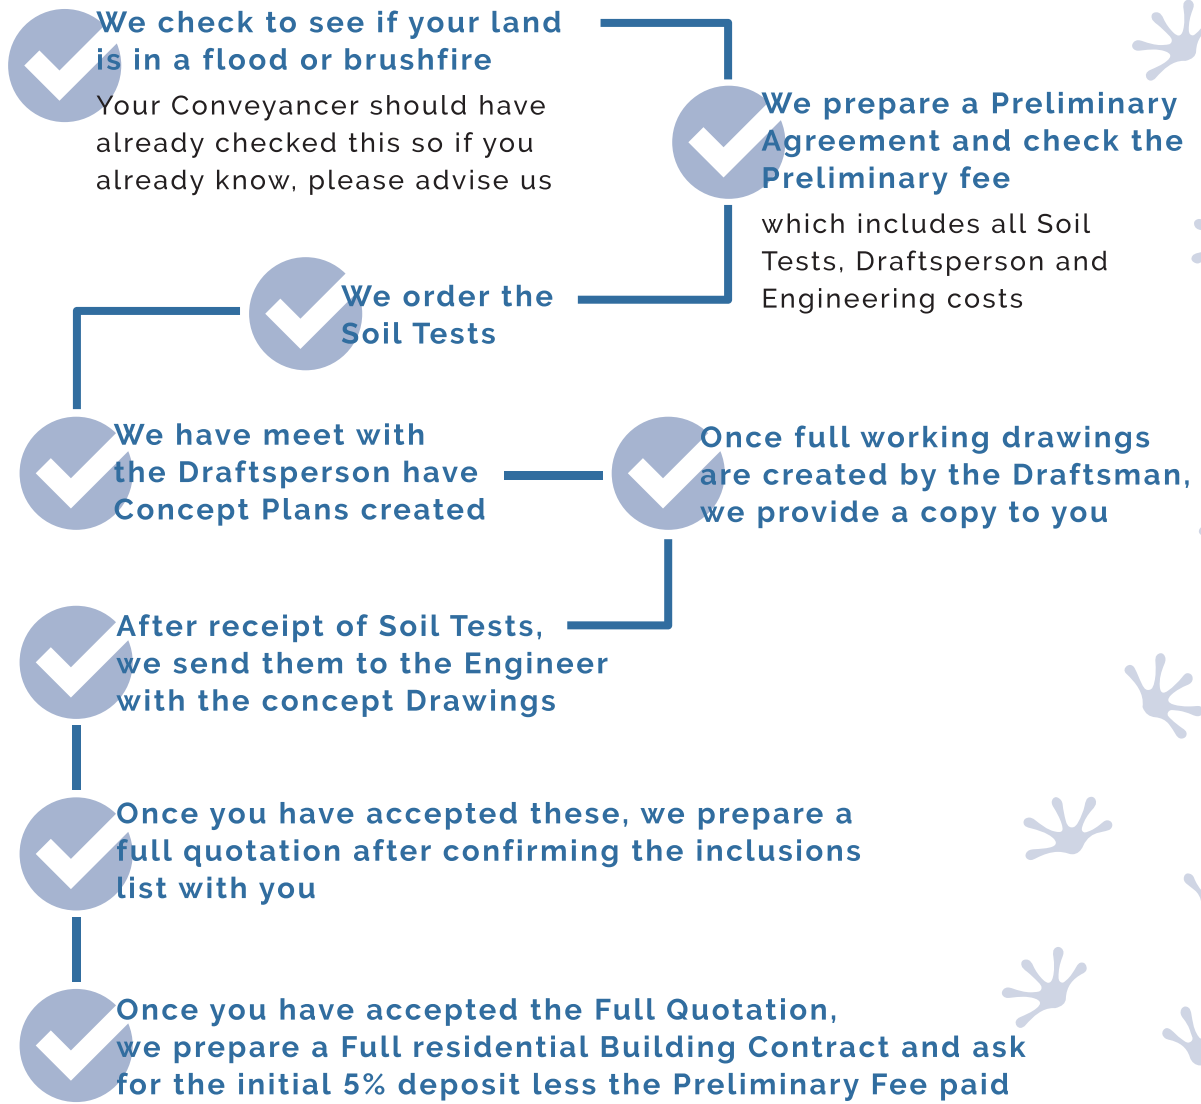 We check to see if your land
is in a flood or brushfire
Your Conveyancer should have
already checked this so if you
already know, please advise us
We prepare a Preliminary
Agreement and check the
Preliminary fee
which includes all Soil
Tests, Draftsperson and
Engineering costs
We order the
Soil Tests
We have meet with
the Draftsperson have
Concept Plans created
Once full working drawings
are created by the Draftsman,
we provide a copy to you
After receipt of Soil Tests,
we send them to the Engineer
with the concept Drawings
Once you have accepted these, we prepare a
full quotation after confirming the inclusions
list with you
Once you have accepted the Full Quotation,
we prepare a Full residential Building Contract and ask
for the initial 5% deposit less the Preliminary Fee paid